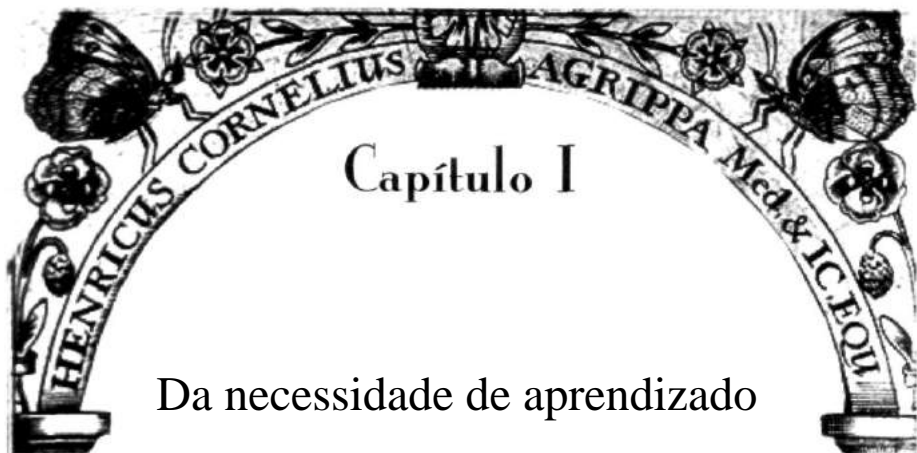 HENRICUS CORNELIUS AGRIPPA Med. & IC. EQU
Capítulo I
Da necessidade de aprendizado